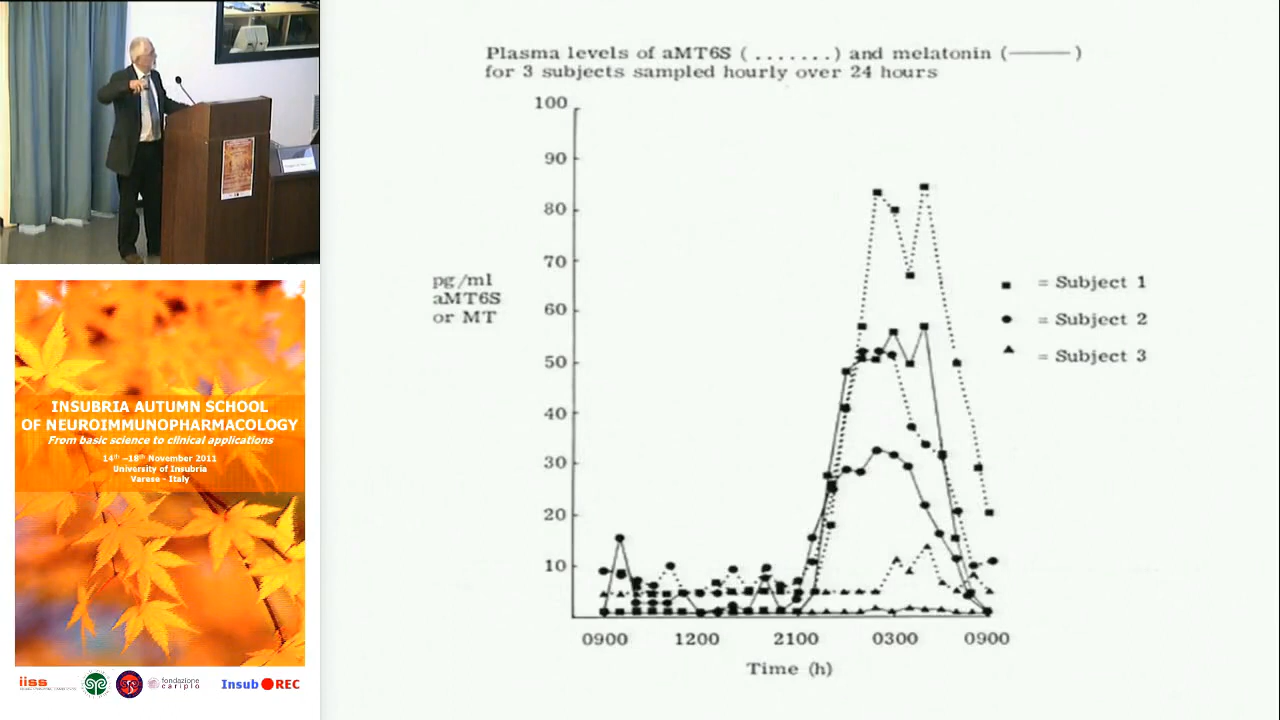 Plasma levels of aMT6S (.......) and melatonin (———)
for 3 subjects sampled hourly over 24 hours
100
90
80
70
60
50
40
30
20
10
pg/ml
aMT6S
or MT
= Subject 1
= Subject 2
= Subject 3
0900 1200 2100 0300 0900
Time (h)
INSUBRIA AUTUMN SCHOOL
OF NEUROIMMUNOPHARMACOLOGY
From basic science to clinical applications
14th –18th November 2011
University of Insubria
Varese - Italy
iiss
fondazione
cariplo
Insub REC